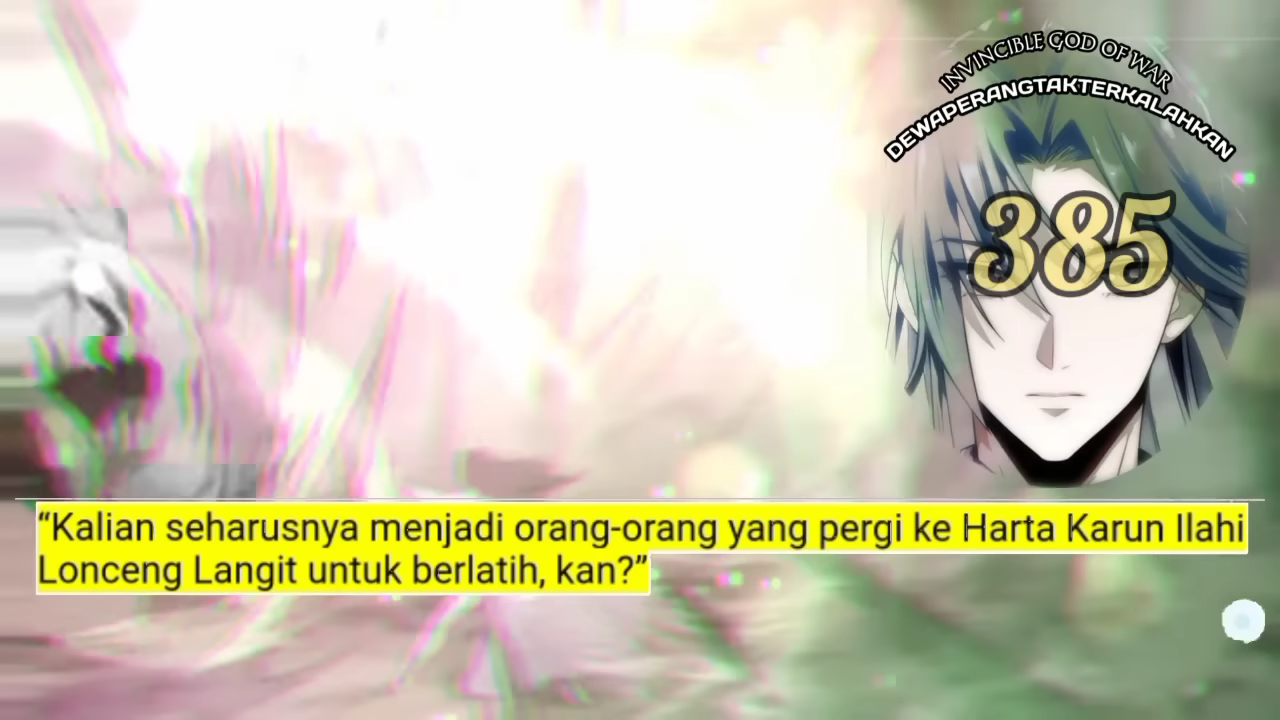 INVINCIBLE GOD OF WAR
DEWAPERANGTAKTERKALAHKAN
385
“Kalian seharusnya menjadi orang-orang yang pergi ke Harta Karun Ilahi
Lonceng Langit untuk berlatih, kan?”